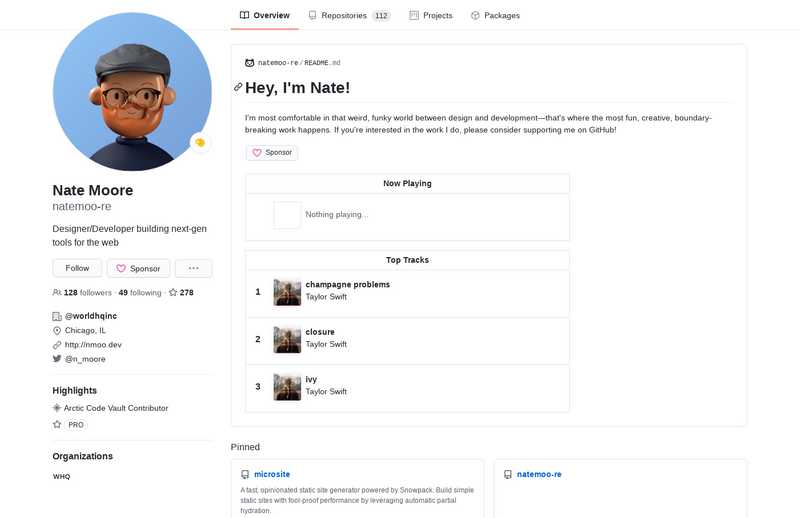 Overview
Repositories 112
Projects
Packages
Nate Moore
natemoo-re
Designer/Developer building next-gen
tools for the web
Follow
Sponsor
...
128 followers · 49 following · 278
@worldhqinc
Chicago, IL
http://nmoo.dev
@n_moore
Highlights
Arctic Code Vault Contributor
PRO
Organizations
WHQ
natemoo-re/README.md
Hey, I'm Nate!
I'm most comfortable in that weird, funky world between design and development—that's where the most fun, creative, boundary-
breaking work happens. If you're interested in the work I do, please consider supporting me on GitHub!
Sponsor
Now Playing
Nothing playing...
Top Tracks
1
champagne problems
Taylor Swift
2
closure
Taylor Swift
3
ivy
Taylor Swift
Pinned
microsite
A fast, opinionated static site generator powered by Snowpack. Build simple
static sites with fool-proof performance by leveraging automatic partial
hydration.
natemoo-re